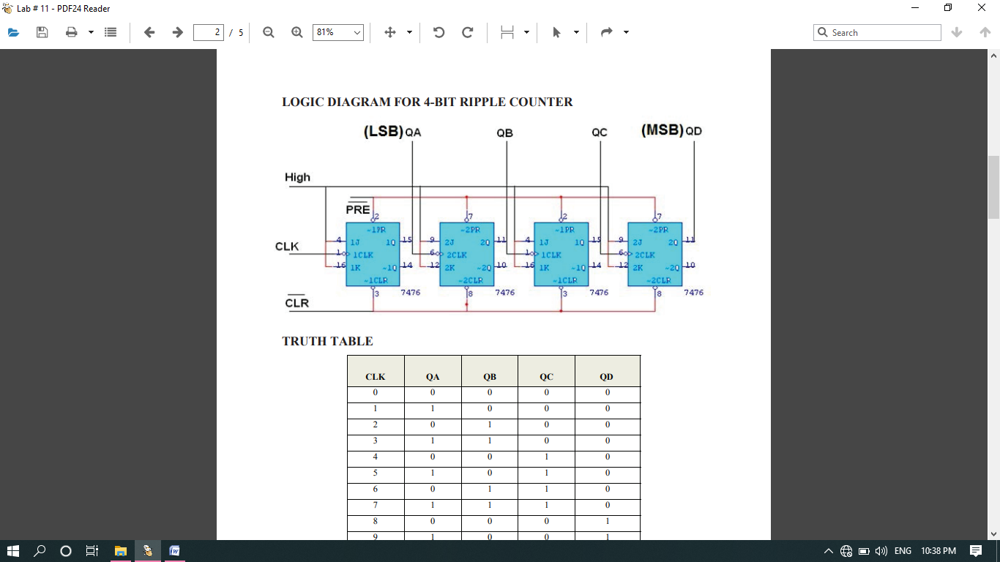 Lab # 11 - PDF24 Reader
2 / 5
81%
Search
LOGIC DIAGRAM FOR 4-BIT RIPPLE COUNTER
(LSB) QA QB QC (MSB) QD
High
PRE
2 7 2 7
~1PR ~2PR ~1PR ~2PR
4 1J 1Q 15 9 2J 2Q 11 4 1J 1Q 15 9 2J 2Q 11
CLK
1 1CLK 6 2CLK 1 1CLK 6 2CLK
16 1K ~1Q 14 12 2K ~2Q 10 16 1K ~1Q 14 12 2K ~2Q 10
~1CLR ~2CLR ~1CLR ~2CLR
3 7476 8 7476 3 7476 8 7476
CLR
TRUTH TABLE
CLK QA QB QC QD
0 0 0 0 0
1 1 0 0 0
2 0 1 0 0
3 1 1 0 0
4 0 0 1 0
5 1 0 1 0
6 0 1 1 0
7 1 1 1 0
8 0 0 0 1
9 1 0 0 1
ENG 10:38 PM